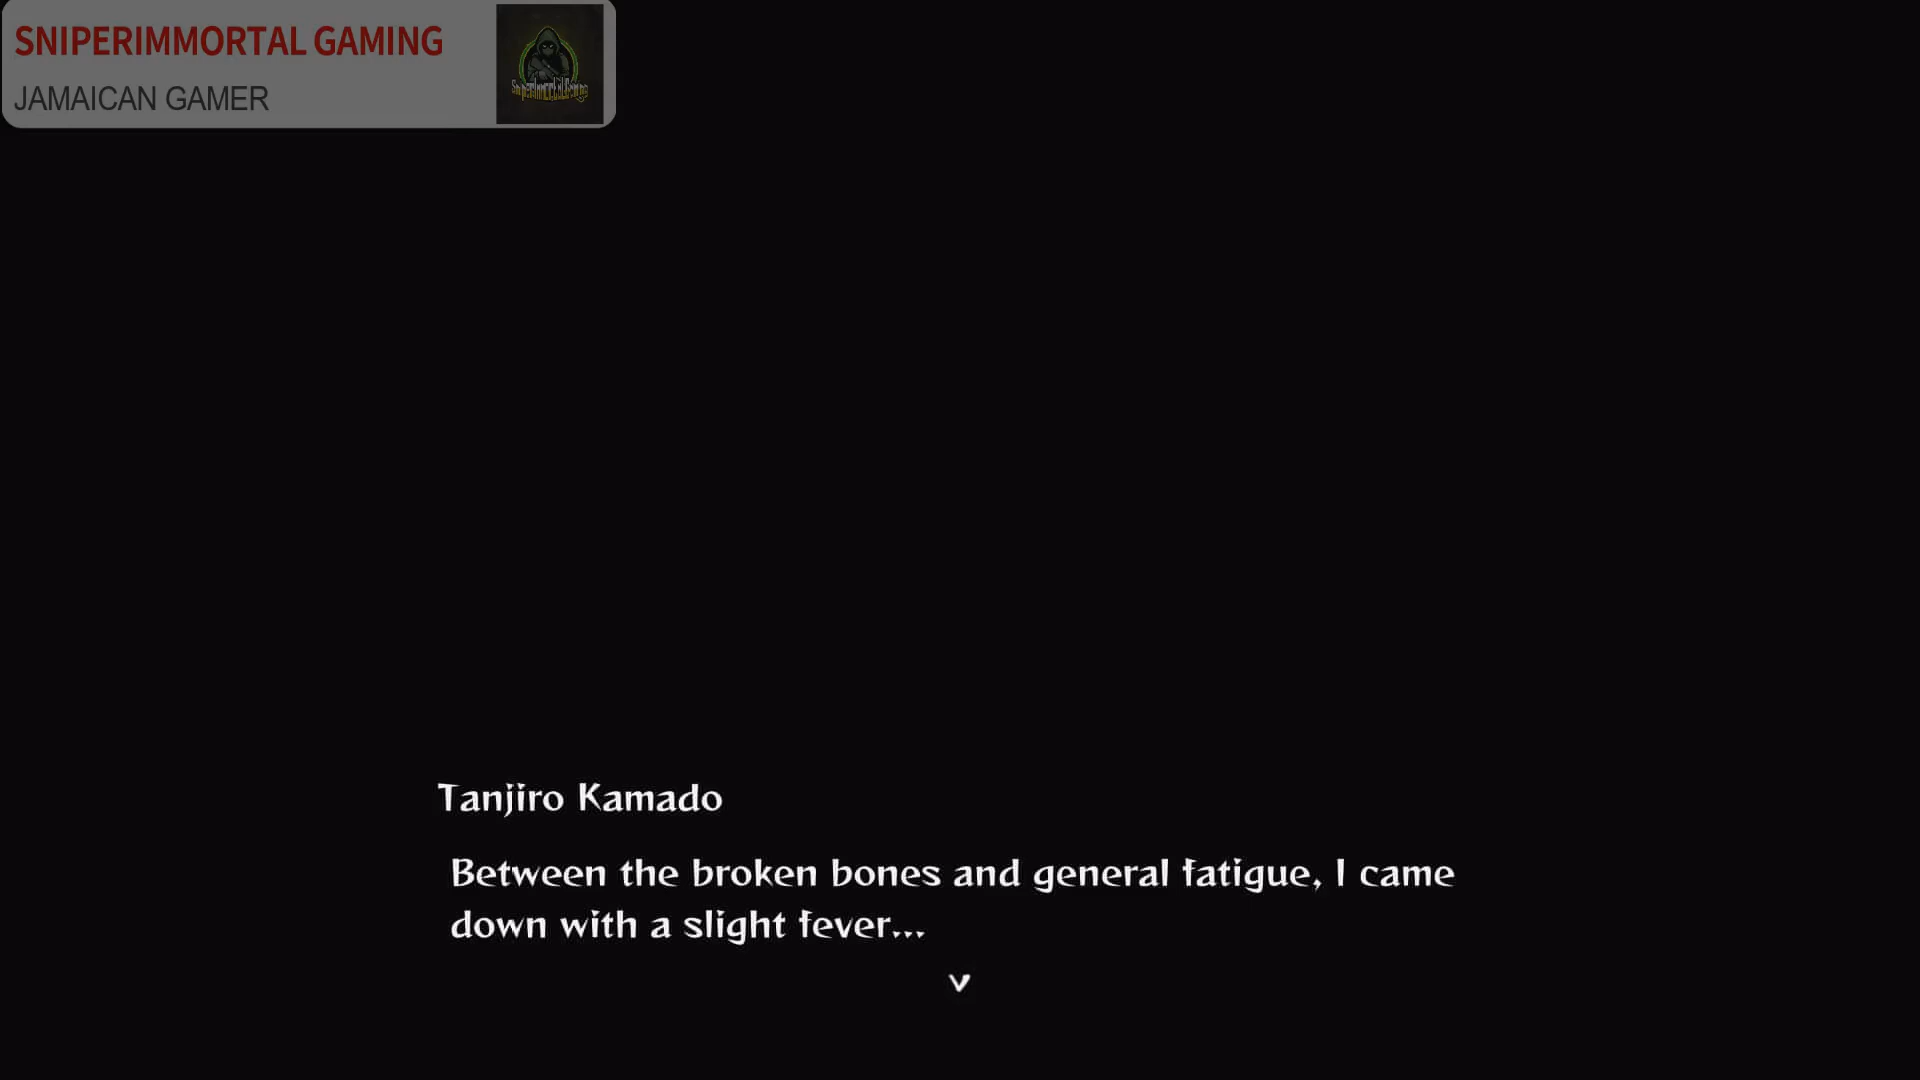 SNIPERIMMORTAL GAMING
JAMAICAN GAMER
Tanjiro Kamado
Between the broken bones and general fatigue, I came
down with a slight fever...